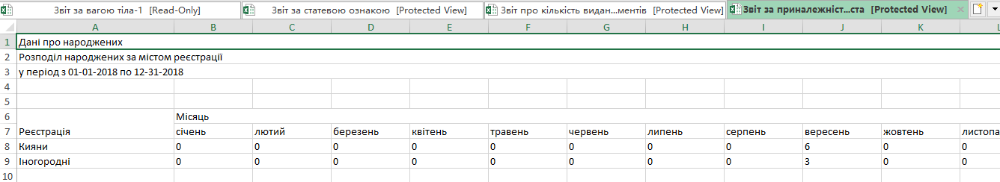 Звіт за вагою тіла-1 [Read-Only] Звіт за статевою ознакою [Protected View] Звіт про кількість видан...ментів [Protected View] Звіт за приналежніст...ста [Protected View]
A B C D E F G H I J K L
1 Дані про народжених
2 Розподіл народжених за містом реєстрації
3 у період з 01-01-2018 по 12-31-2018
4
5
6 Місяць
7 Реєстрація січень лютий березень квітень травень червень липень серпень вересень жовтень листопа
8 Кияни 0 0 0 0 0 0 0 0 6 0 0
9 Іногородні 0 0 0 0 0 0 0 0 3 0 0
10